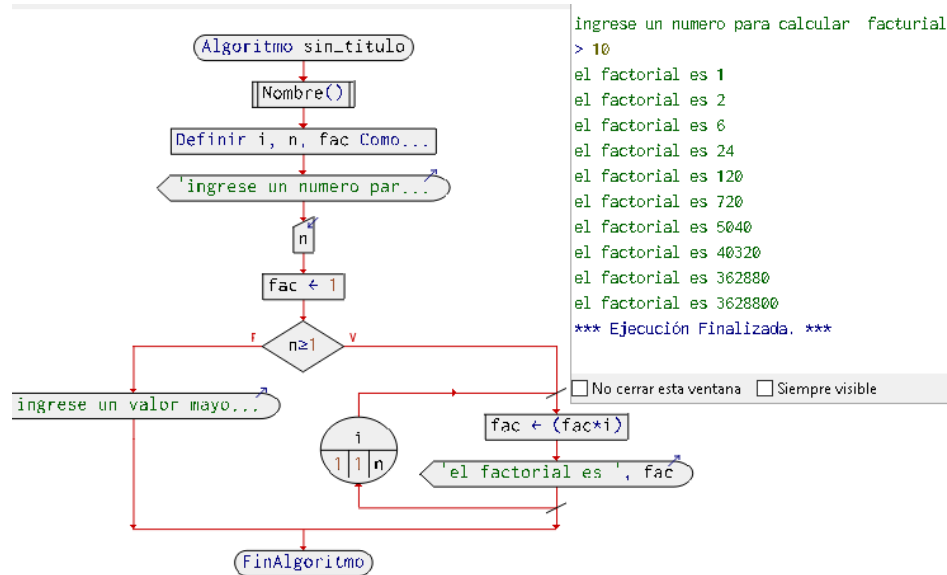 Algoritmo sin_titulo
Nombre()
Definir i, n, fac Como...
'ingrese un numero par...
n
fac ← 1
n≥1
F
V
ingrese un valor mayo...
i
1 1 n
fac ← (fac*i)
'el factorial es ', fac
FinAlgoritmo
ingrese un numero para calcular facturial
> 10
el factorial es 1
el factorial es 2
el factorial es 6
el factorial es 24
el factorial es 120
el factorial es 720
el factorial es 5040
el factorial es 40320
el factorial es 362880
el factorial es 3628800
*** Ejecución Finalizada. ***
No cerrar esta ventana Siempre visible